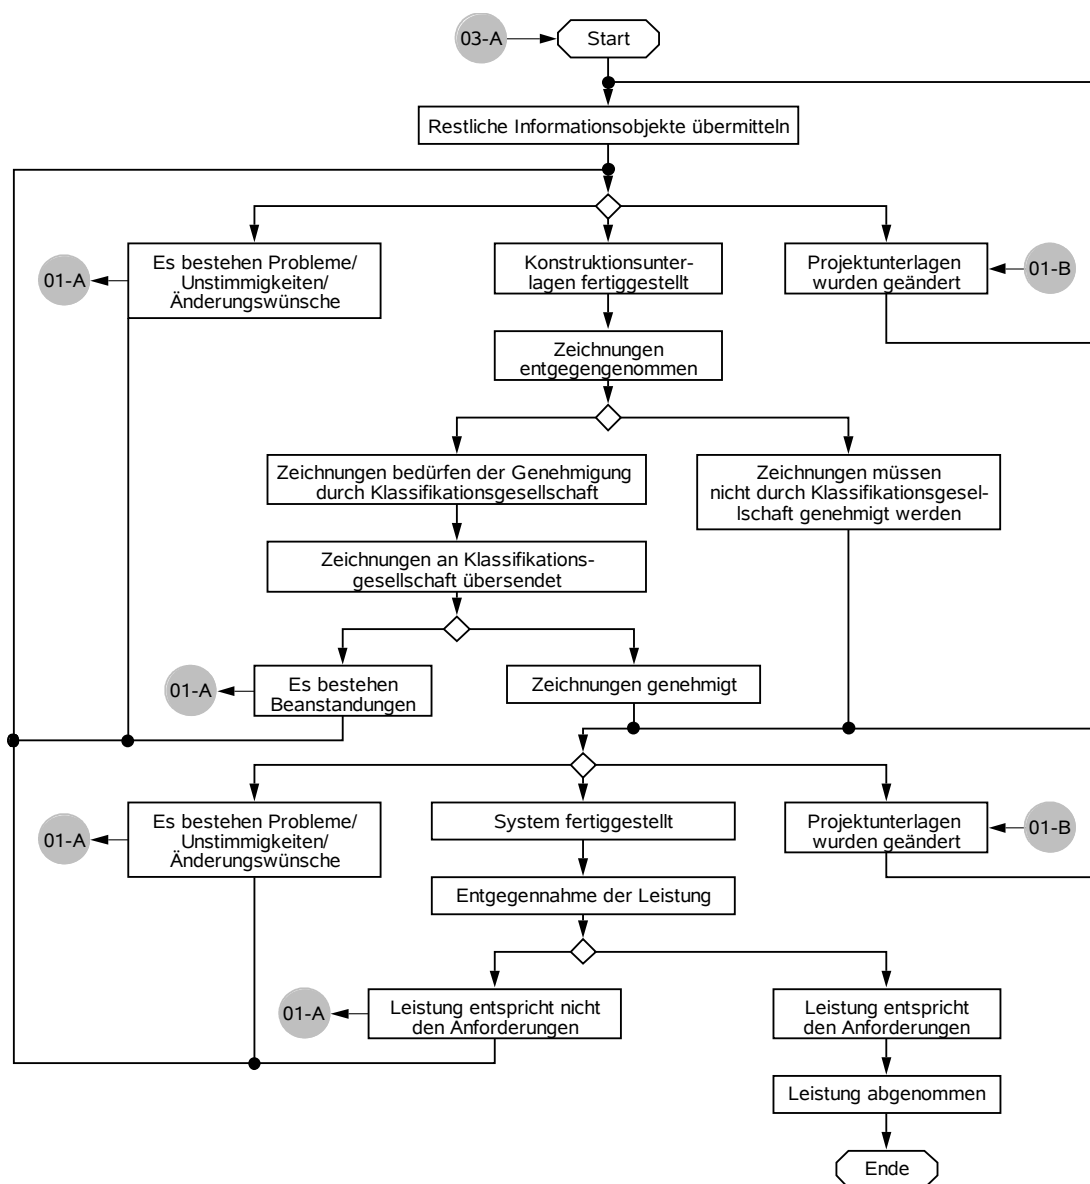 03-A
Start
Restliche Informationsobjekte übermitteln
01-A
Es bestehen Probleme/
Unstimmigkeiten/
Änderungswünsche
Konstruktionsunter-
lagen fertiggestellt
Projektunterlagen
wurden geändert
01-B
Zeichnungen
entgegengenommen
Zeichnungen bedürfen der Genehmigung
durch Klassifikationsgesellschaft
Zeichnungen müssen
nicht durch Klassifikationsgesel-
llschaft genehmigt werden
Zeichnungen an Klassifikations-
gesellschaft übersendet
01-A
Es bestehen
Beanstandungen
Zeichnungen genehmigt
01-A
Es bestehen Probleme/
Unstimmigkeiten/
Änderungswünsche
System fertiggestellt
Projektunterlagen
wurden geändert
01-B
Entgegennahme der Leistung
01-A
Leistung entspricht nicht
den Anforderungen
Leistung entspricht
den Anforderungen
Leistung abgenommen
Ende